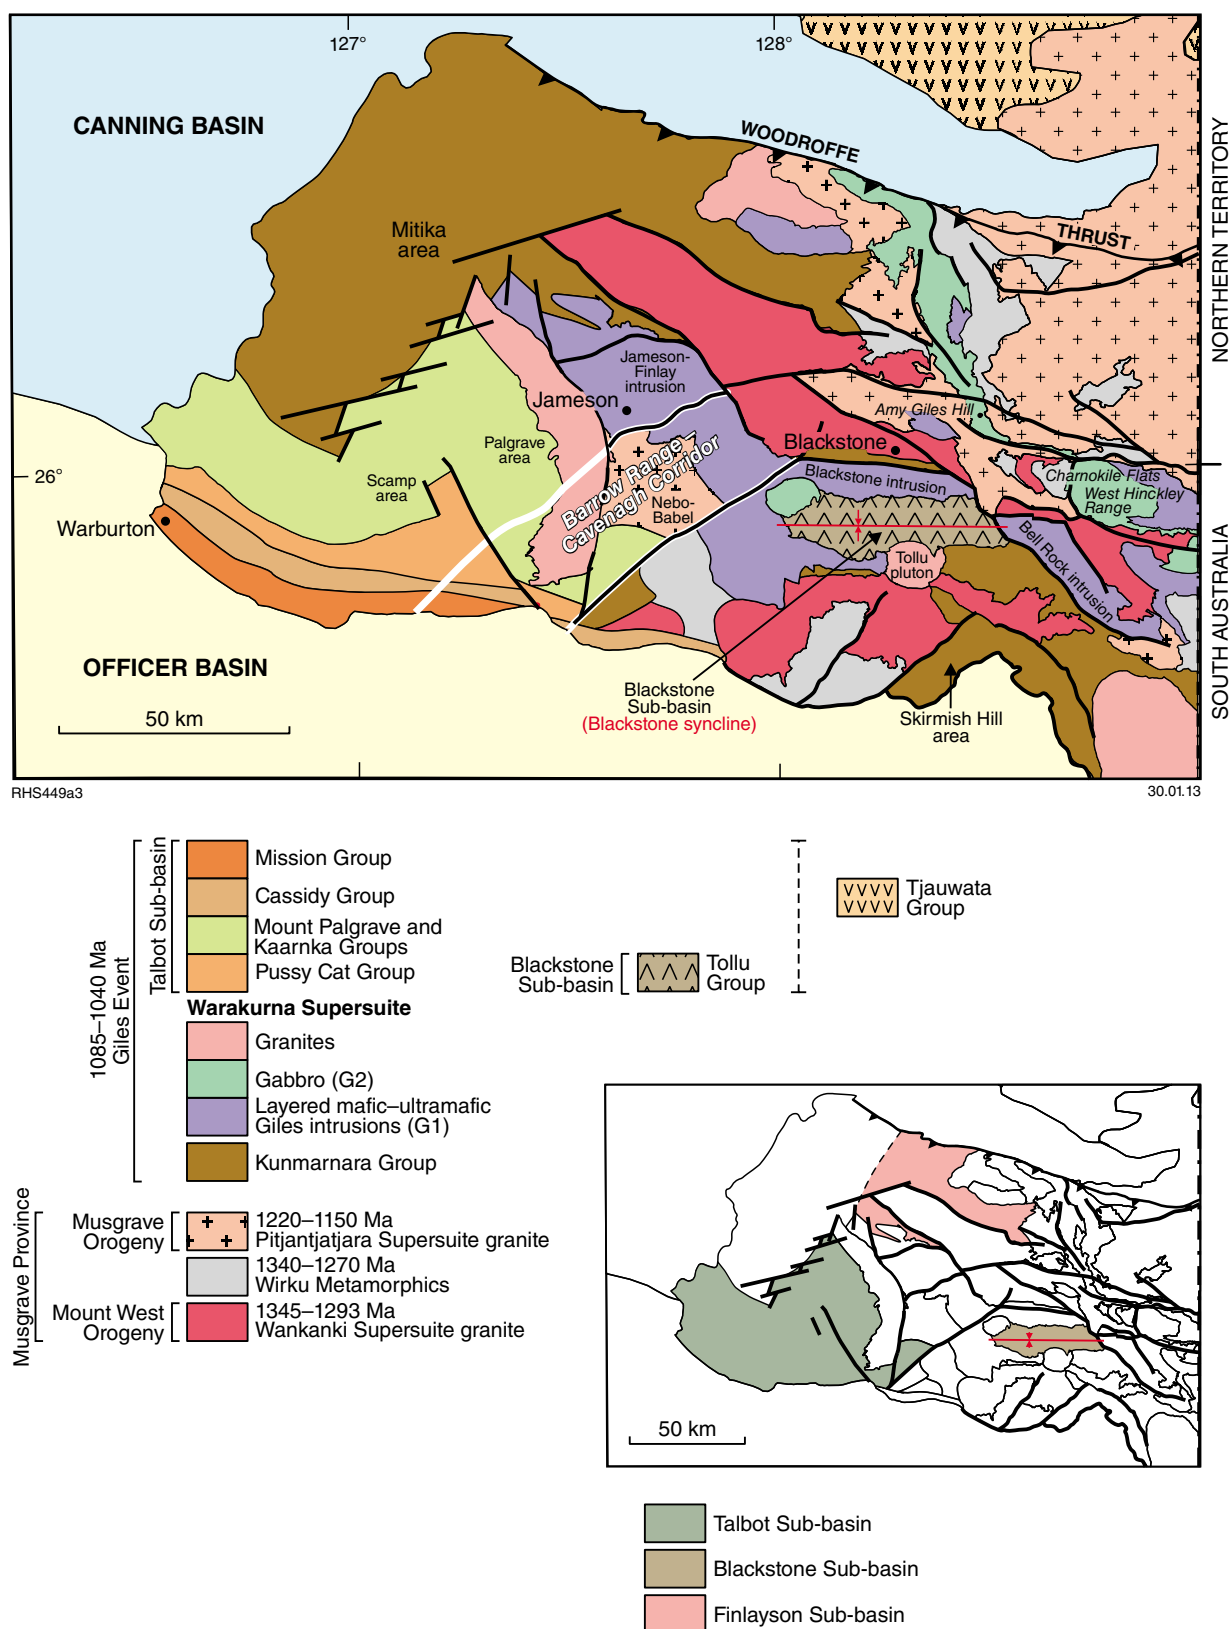 127°
128°
CANNING BASIN
WOODROFFE
THRUST
NORTHERN TERRITORY
SOUTH AUSTRALIA
Mitika
area
Jameson-
Finlay
intrusion
Jameson
Amy Giles Hill
Palgrave
area
Blackstone
Barrow Range –
Cavenagh Corridor
Scamp
area
26°
Blackstone intrusion
Charnokile Flats
West Hinckley
Range
Nebo-
Babel
Warburton
Bell Rock intrusion
Tollu
pluton
OFFICER BASIN
Blackstone
Sub-basin
(Blackstone syncline)
Skirmish Hill
area
50 km
RHS449a3
30.01.13
1085–1040 Ma
Giles Event
Talbot Sub-basin
Mission Group
Cassidy Group
Mount Palgrave and
Kaarnka Groups
Pussy Cat Group
Blackstone
Sub-basin
Tollu
Group
Tjauwata
Group
Warakurna Supersuite
Granites
Gabbro (G2)
Layered mafic–ultramafic
Giles intrusions (G1)
Kunmarnara Group
Musgrave Province
Musgrave
Orogeny
1220–1150 Ma
Pitjantjatjara Supersuite granite
1340–1270 Ma
Wirku Metamorphics
Mount West
Orogeny
1345–1293 Ma
Wankanki Supersuite granite
50 km
Talbot Sub-basin
Blackstone Sub-basin
Finlayson Sub-basin